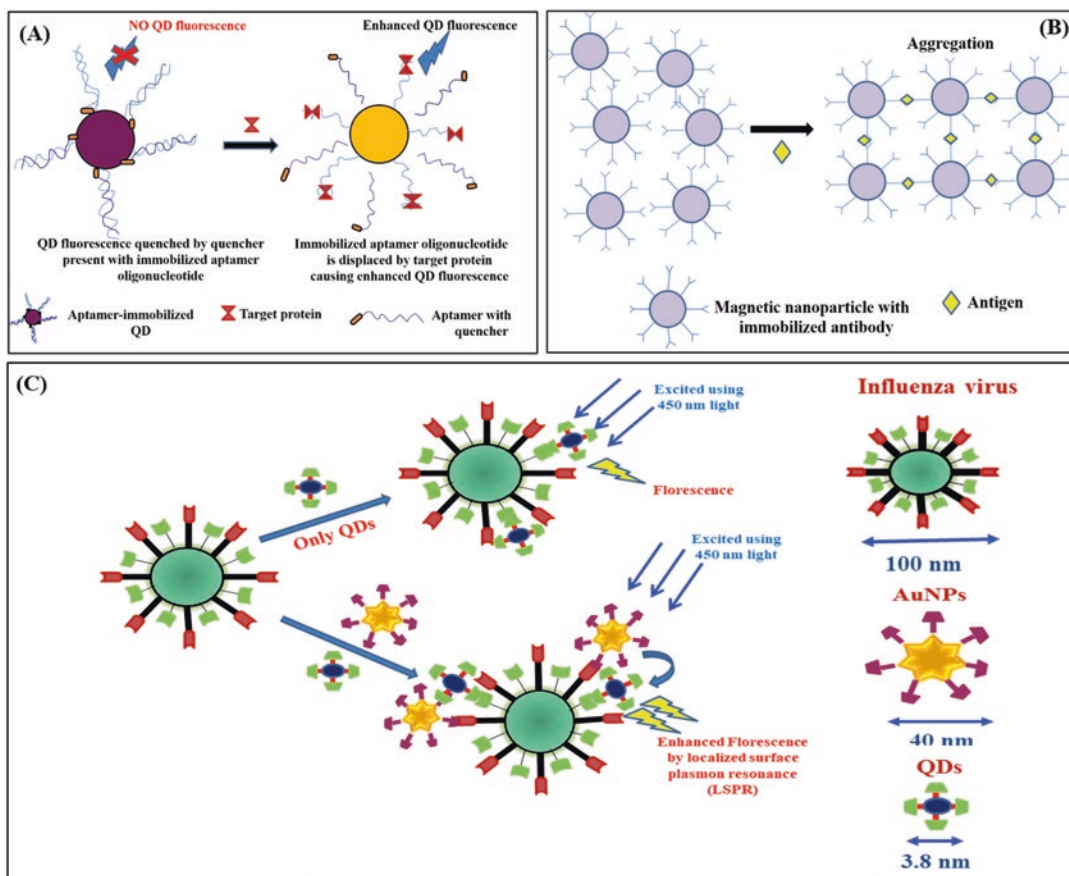 (A)
NO QD fluorescence
Enhanced QD fluorescence
QD fluorescence quenched by quencher
present with immobilized aptamer
oligonucleotide
Immobilized aptamer oligonucleotide
is displaced by target protein
causing enhanced QD fluorescence
Aptamer-immobilized
QD
Target protein
Aptamer with
quencher
(B)
Aggregation
Magnetic nanoparticle with
immobilized antibody
Antigen
(C)
Only QDs
Excited using
450 nm light
Florescence
Excited using
450 nm light
Enhanced Florescence
by localized surface
plasmon resonance
(LSPR)
Influenza virus
100 nm
AuNPs
40 nm
QDs
3.8 nm